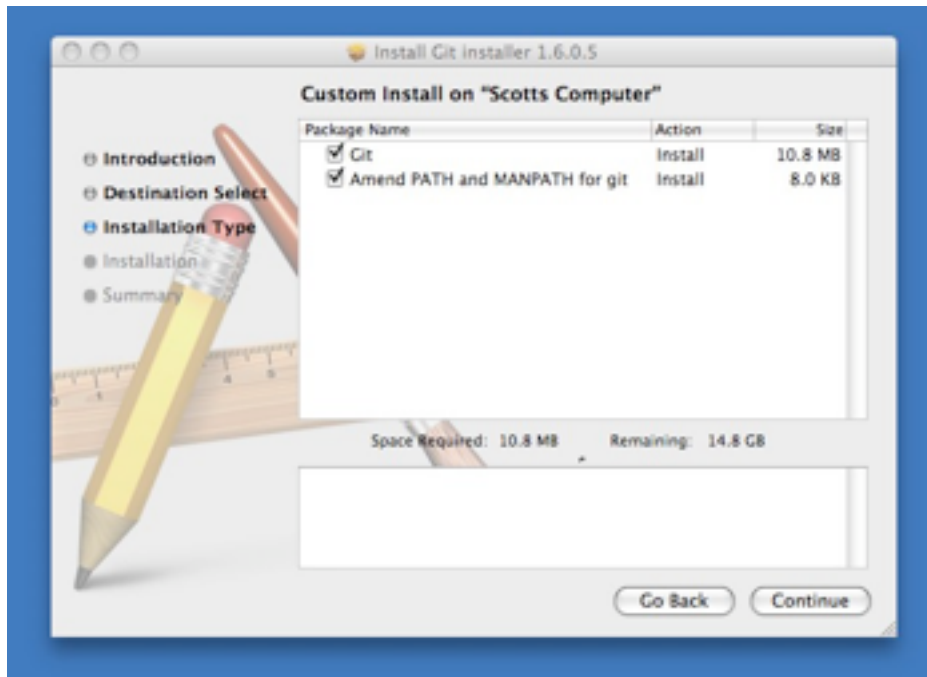 Install Git installer 1.6.0.5
Custom Install on "Scotts Computer"
Package Name Action Size
Git Install 10.8 MB
Amend PATH and MANPATH for git Install 8.0 KB
Introduction
Destination Select
Installation Type
Installation
Summary
Space Required: 10.8 MB Remaining: 14.8 GB
Go Back Continue